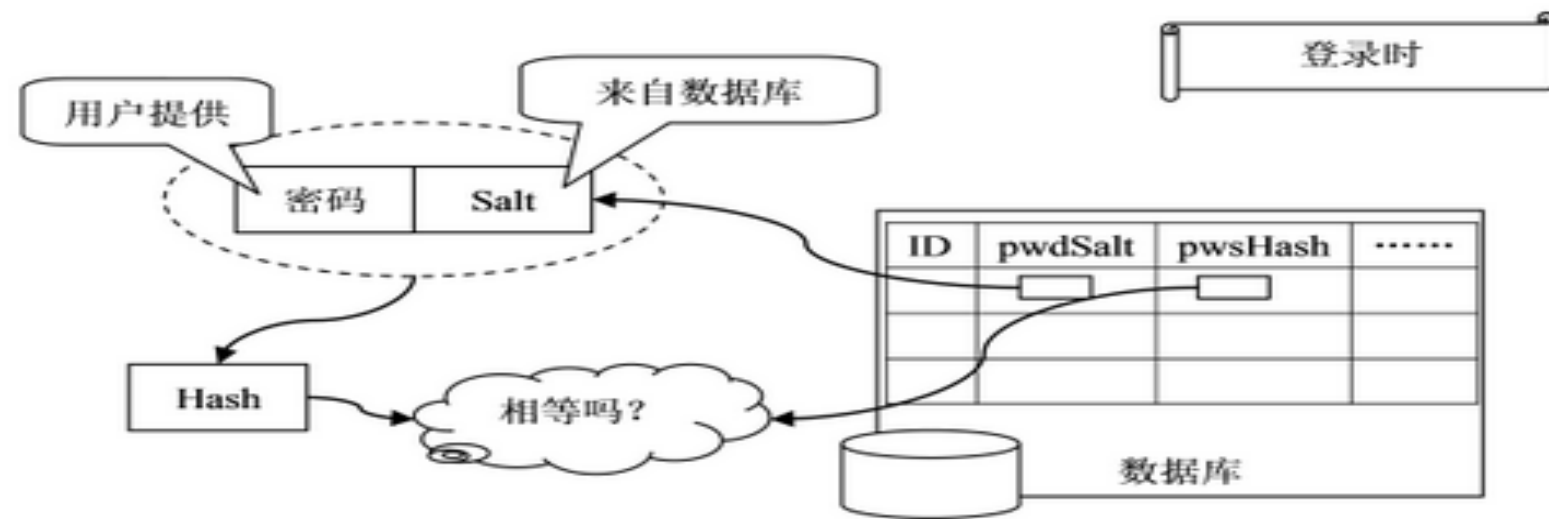 登录时
用户提供
来自数据库
密码
Salt
ID pwdSalt pwsHash ……
Hash
相等吗?
数据库